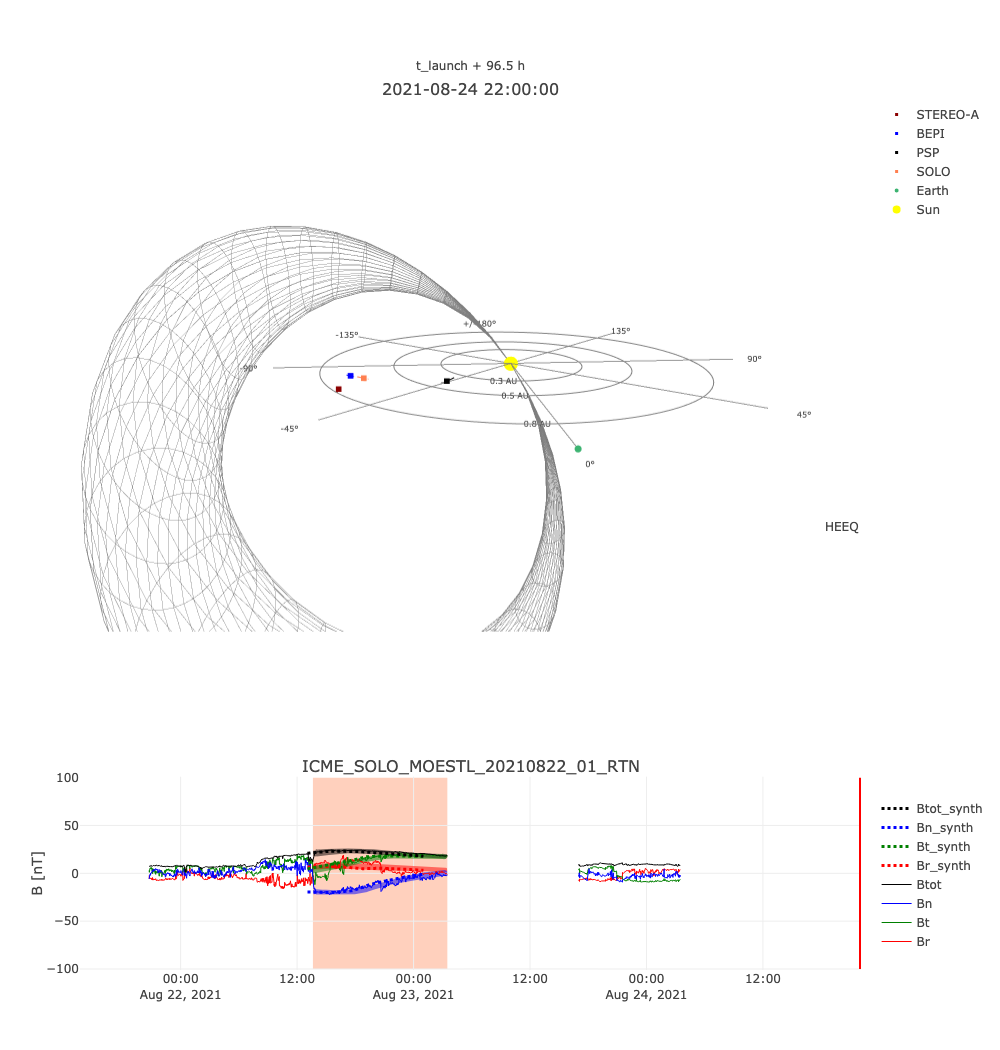 t_launch + 96.5 h
2021-08-24 22:00:00
STEREO-A
BEPI
PSP
SOLO
Earth
Sun
+/-180°
-135°
135°
-90°
90°
0.3 AU
0.5 AU
45°
-45°
0.8 AU
0°
HEEQ
ICME_SOLO_MOESTL_20210822_01_RTN
B [nT]
100
50
0
−50
−100
00:00
Aug 22, 2021
12:00
00:00
Aug 23, 2021
12:00
00:00
Aug 24, 2021
12:00
Btot_synth
Bn_synth
Bt_synth
Br_synth
Btot
Bn
Bt
Br